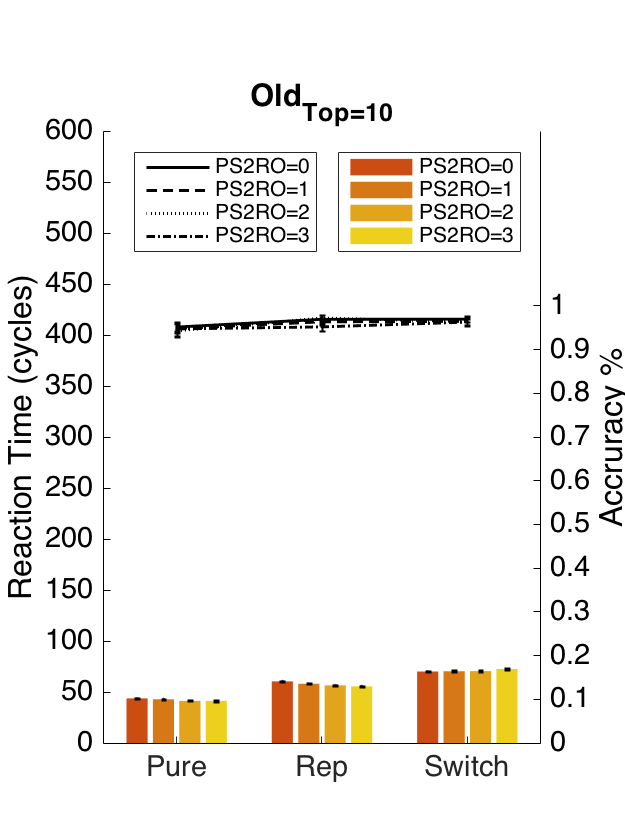 Old Top=10
600
550
500
450
400
350
300
250
200
150
100
50
0
Reaction Time (cycles)
PS2RO=0
PS2RO=1
PS2RO=2
PS2RO=3
PS2RO=0
PS2RO=1
PS2RO=2
PS2RO=3
1
0.9
0.8
0.7
0.6
0.5
0.4
0.3
0.2
0.1
0
Accruracy %
Pure Rep Switch